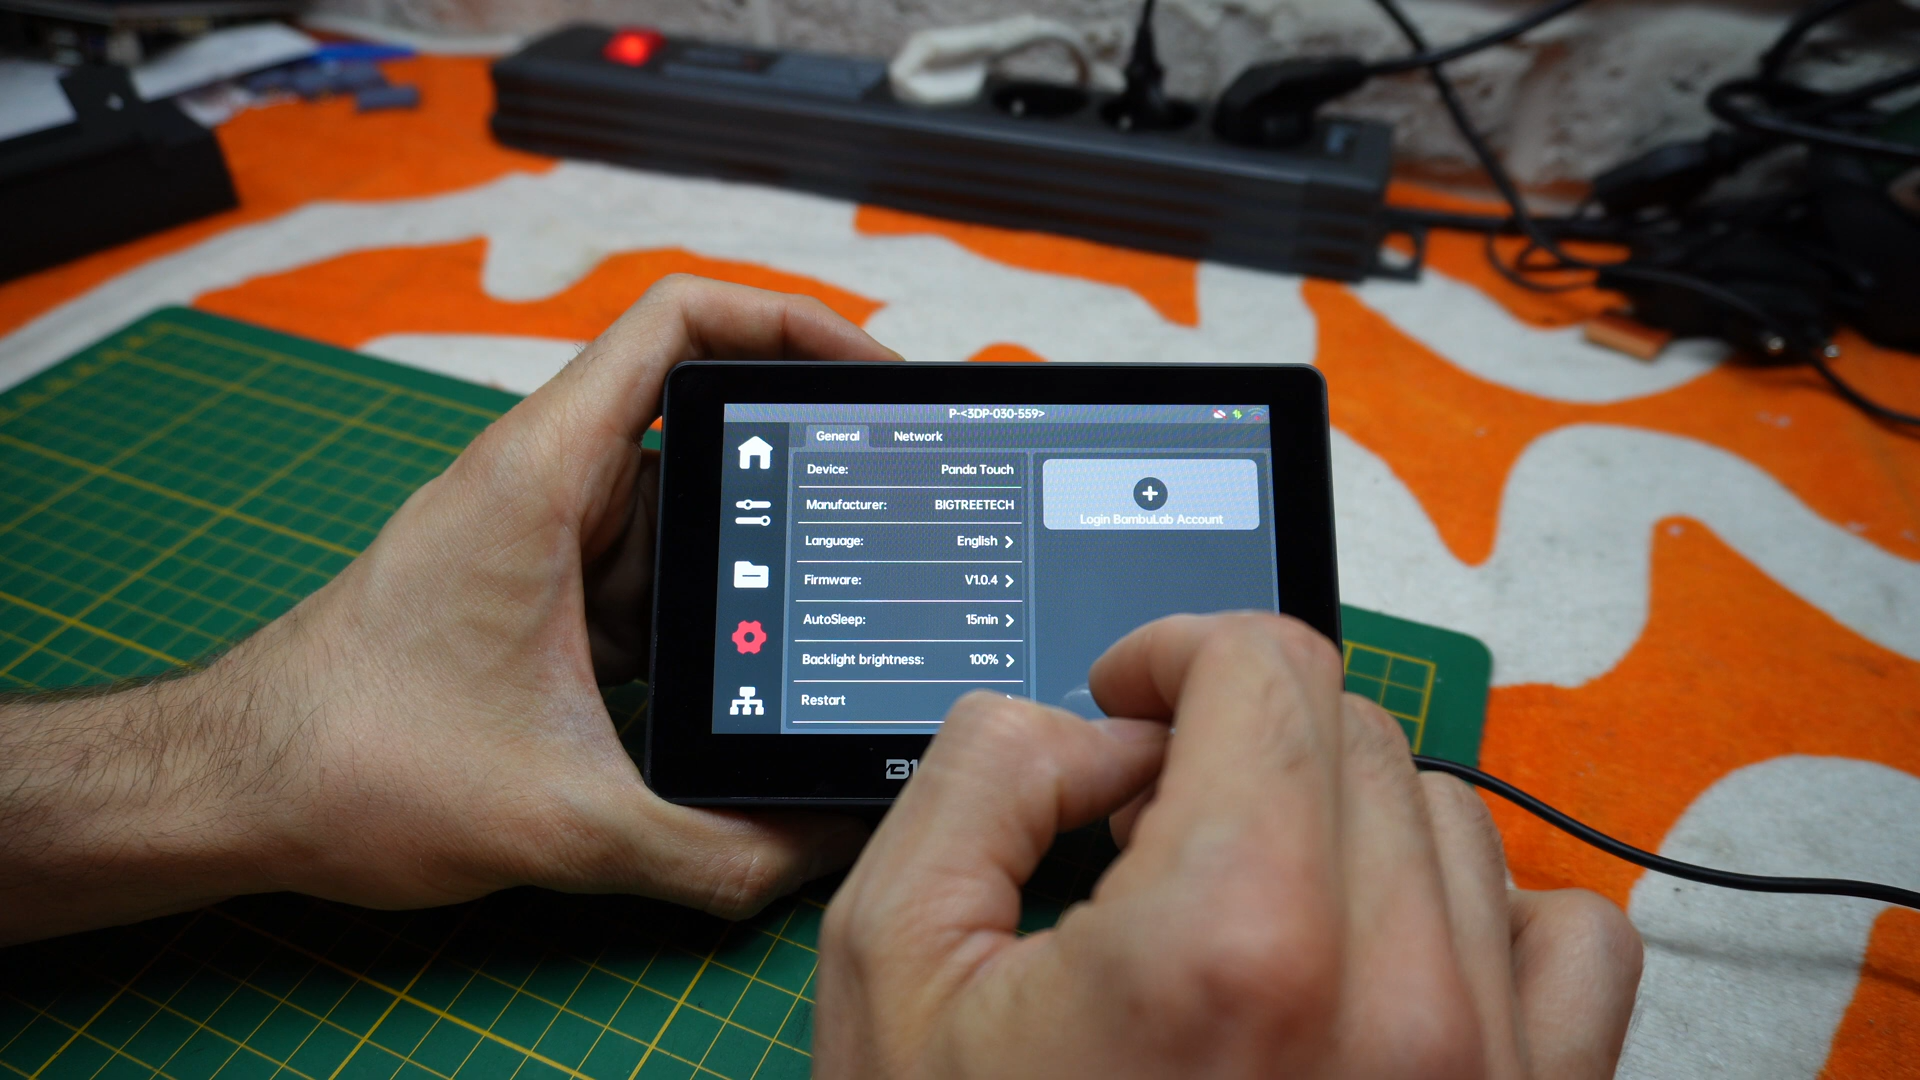 P-<3DP-030-559>
General Network
Device: Panda Touch
Manufacturer: BIGTREETECH
Language: English
Firmware: V1.0.4
AutoSleep: 15min
Backlight brightness: 100%
Restart
Login BambuLab Account